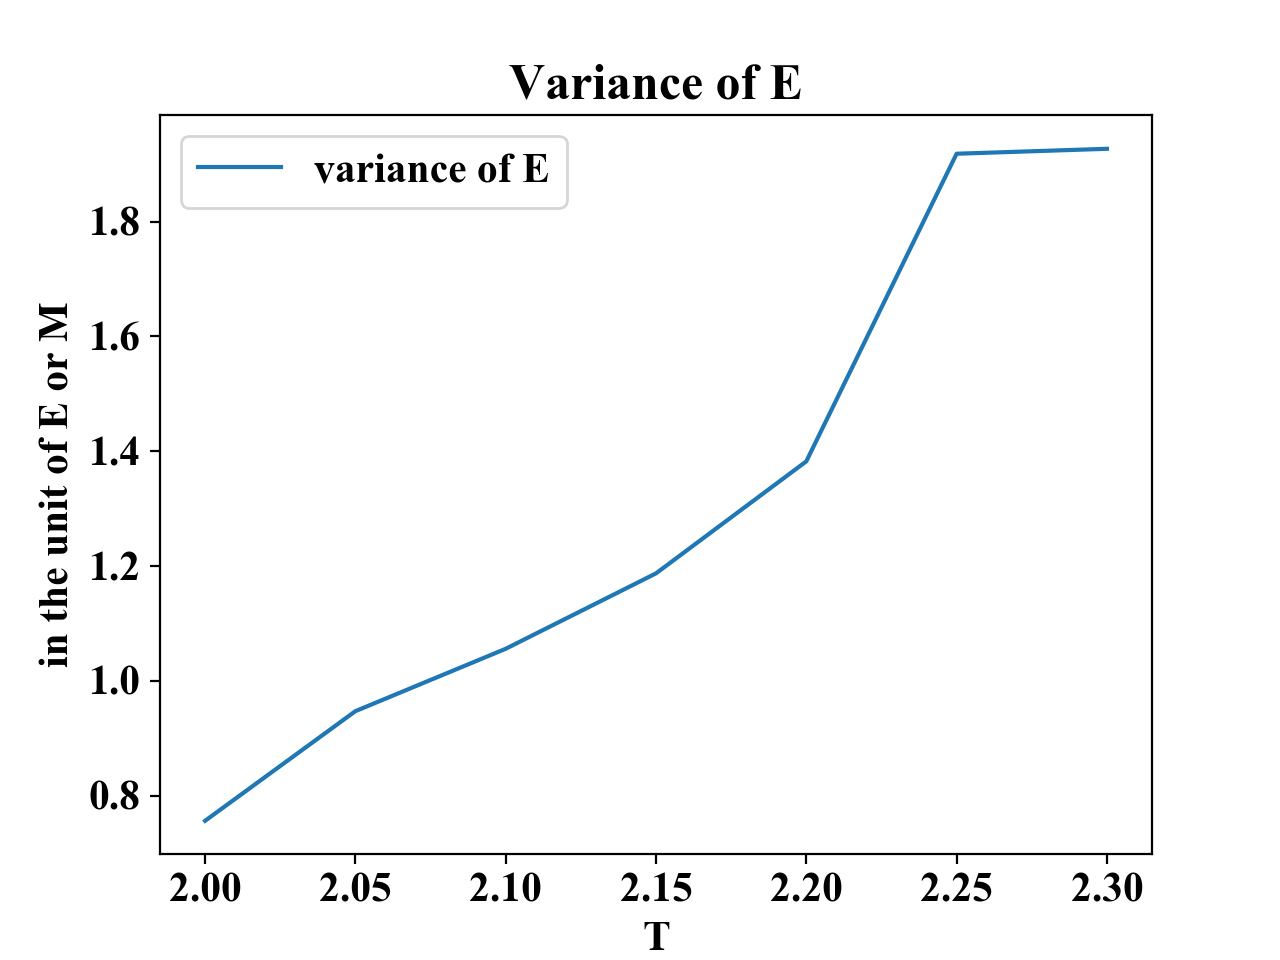 Variance of E
variance of E
in the unit of E or M
1.8
1.6
1.4
1.2
1.0
0.8
2.00 2.05 2.10 2.15 2.20 2.25 2.30
T